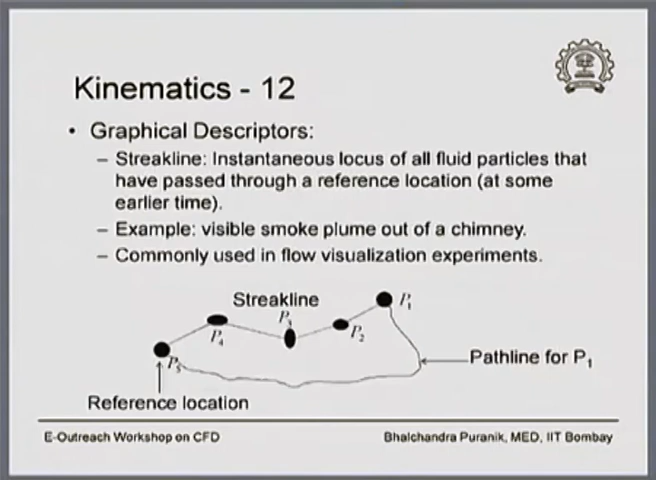 Kinematics - 12
• Graphical Descriptors:
– Streakline: Instantaneous locus of all fluid particles that
have passed through a reference location (at some
earlier time).
– Example: visible smoke plume out of a chimney.
– Commonly used in flow visualization experiments.
Streakline
P₁
P₃
P₄
P₂
P₅
Pathline for P₁
Reference location
E-Outreach Workshop on CFD
Bhalchandra Puranik, MED, IIT Bombay